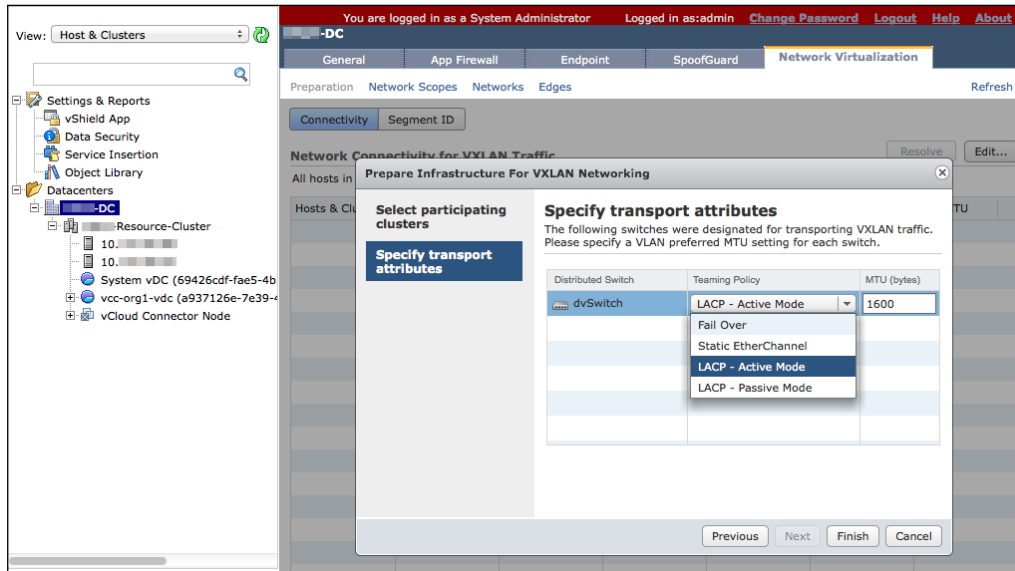 You are logged in as a System Administrator Logged in as:admin Change Password Logout Help About
View: Host & Clusters
-DC
General App Firewall Endpoint SpoofGuard Network Virtualization
Preparation Network Scopes Networks Edges Refresh
Settings & Reports
vShield App
Data Security
Service Insertion
Object Library
Datacenters
-DC
-Resource-Cluster
10.
10.
System vDC (69426cdf-fae5-4b
vcc-org1-vdc (a937126e-7e39-4
vCloud Connector Node
Connectivity Segment ID
Network Connectivity for VXLAN Traffic
Resolve Edit...
All hosts in
Hosts & Clu
TU
Prepare Infrastructure For VXLAN Networking
Select participating
clusters
Specify transport
attributes
Specify transport attributes
The following switches were designated for transporting VXLAN traffic.
Please specify a VLAN preferred MTU setting for each switch.
Distributed Switch Teaming Policy MTU (bytes)
dvSwitch LACP - Active Mode 1600
Fail Over
Static EtherChannel
LACP - Active Mode
LACP - Passive Mode
Previous Next Finish Cancel